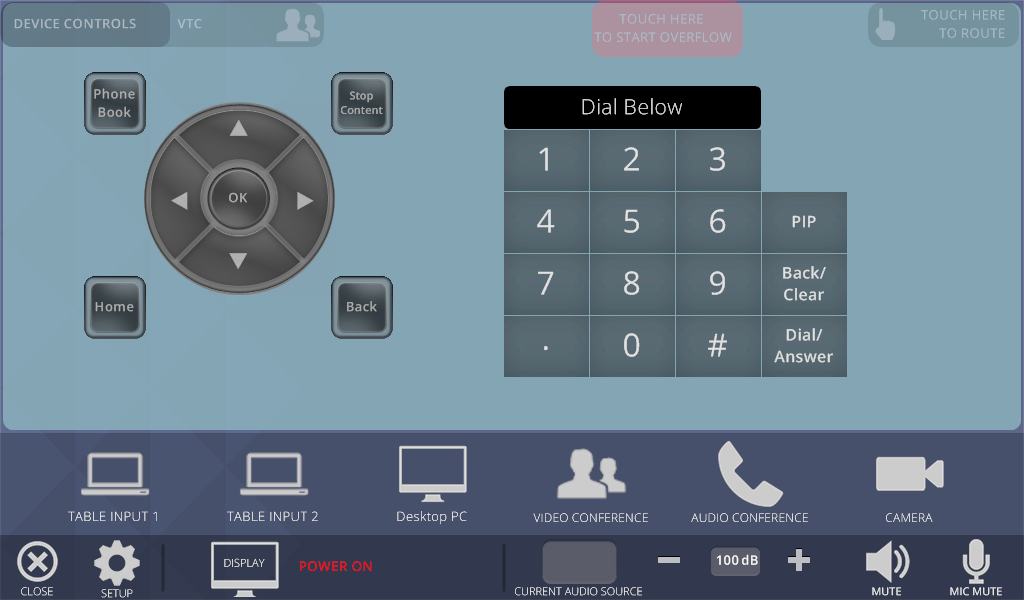 DEVICE CONTROLS
VTC
TOUCH HERE
TO START OVERFLOW
TOUCH HERE
TO ROUTE
Phone
Book
Stop
Content
OK
Home
Back
Dial Below
1 2 3
4 5 6 PIP
7 8 9 Back/
Clear
. 0 # Dial/
Answer
TABLE INPUT 1
TABLE INPUT 2
Desktop PC
VIDEO CONFERENCE
AUDIO CONFERENCE
CAMERA
CLOSE
SETUP
DISPLAY
POWER ON
CURRENT AUDIO SOURCE
100 dB
MUTE
MIC MUTE